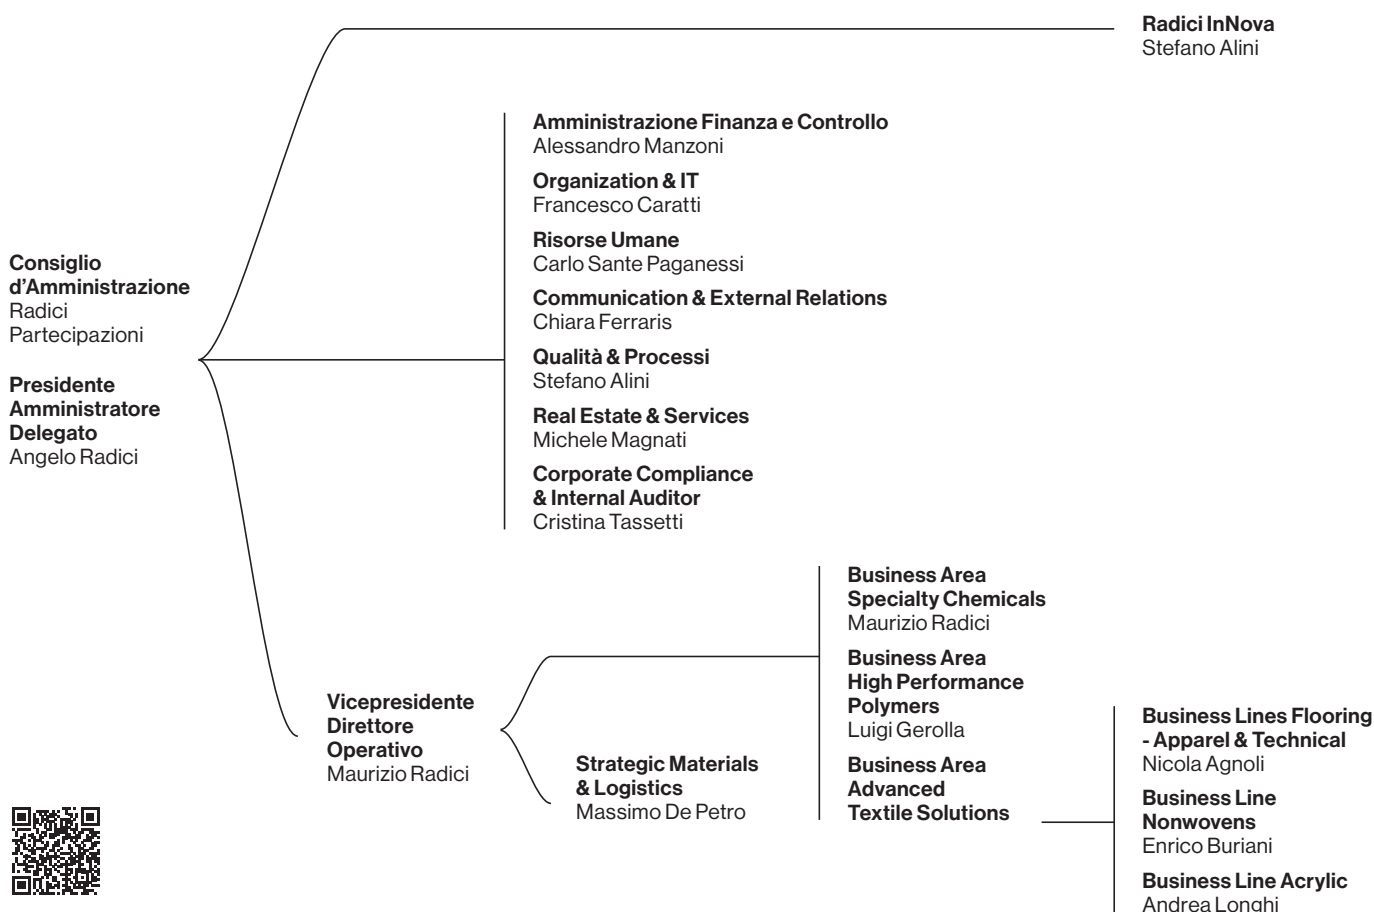 Radici InNova
Stefano Alini
Amministrazione Finanza e Controllo
Alessandro Manzoni
Organization & IT
Francesco Caratti
Risorse Umane
Carlo Sante Paganessi
Communication & External Relations
Chiara Ferraris
Qualità & Processi
Stefano Alini
Real Estate & Services
Michele Magnati
Corporate Compliance
& Internal Auditor
Cristina Tassetti
Consiglio
d'Amministrazione
Radici
Partecipazioni
Presidente
Amministratore
Delegato
Angelo Radici
Vicepresidente
Direttore
Operativo
Maurizio Radici
Strategic Materials
& Logistics
Massimo De Petro
Business Area
Specialty Chemicals
Maurizio Radici
Business Area
High Performance
Polymers
Luigi Gerolla
Business Area
Advanced
Textile Solutions
Business Lines Flooring
- Apparel & Technical
Nicola Agnoli
Business Line
Nonwovens
Enrico Buriani
Business Line Acrylic
Andrea Longhi